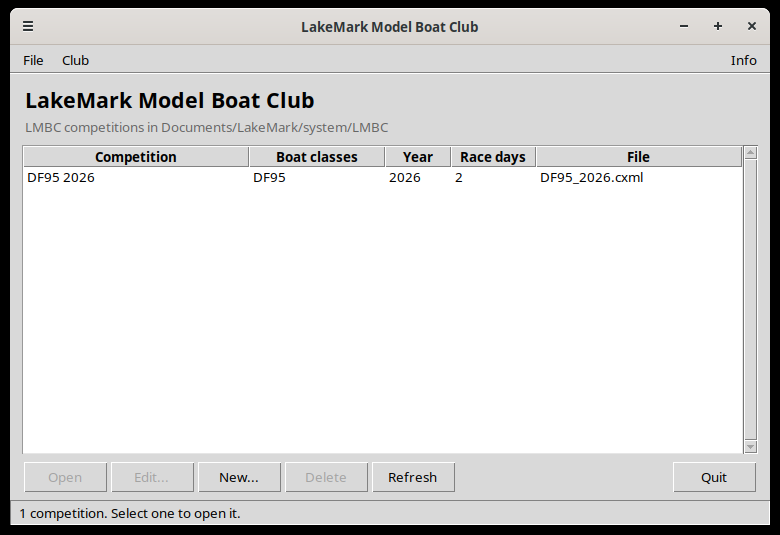 LakeMark Model Boat Club
File Club Info
LakeMark Model Boat Club
LMBC competitions in Documents/LakeMark/system/LMBC
Competition Boat classes Year Race days File
DF95 2026 DF95 2026 2 DF95_2026.cxml
Open Edit... New... Delete Refresh Quit
1 competition. Select one to open it.